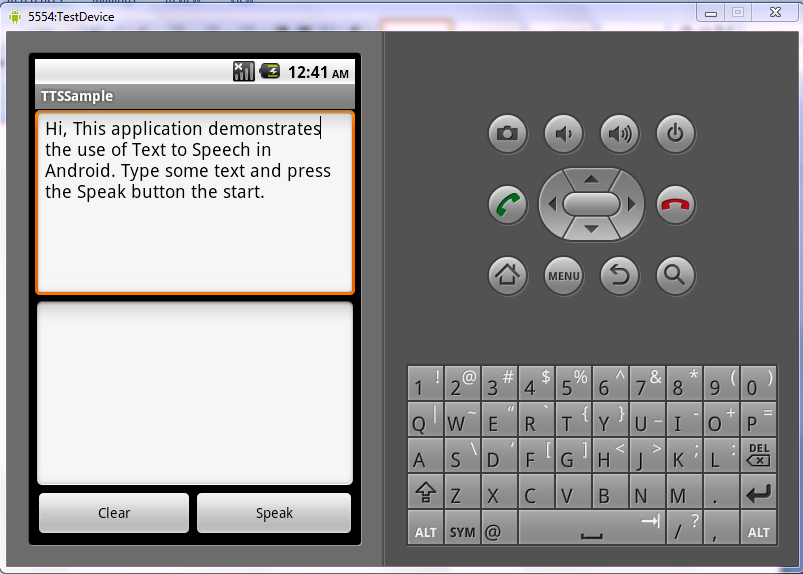 5554:TestDevice
12:41 AM
TTSSample
Hi, This application demonstrates
the use of Text to Speech in
Android. Type some text and press
the Speak button the start.
Clear
Speak
MENU
1 ! 2 @ 3 # 4 $ 5 % 6 ^ 7 & 8 * 9 ( 0 )
Q | W ~ E “ R ` T { Y } U _ I - O + P =
A S \ D ‘ F [ G ] H < J > K ; L : DEL
Z X C V B N M .
ALT SYM @ / ? , ALT